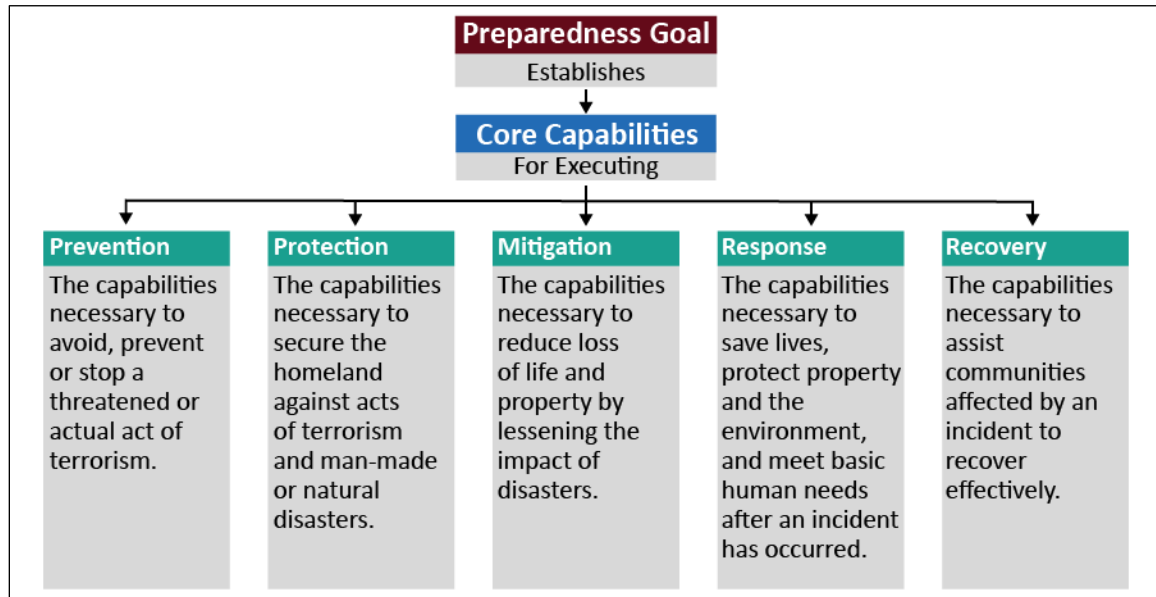 Preparedness Goal
Establishes
Core Capabilities
For Executing
Prevention
The capabilities
necessary to
avoid, prevent
or stop a
threatened or
actual act of
terrorism.
Protection
The capabilities
necessary to
secure the
homeland
against acts
of terrorism
and man-made
or natural
disasters.
Mitigation
The capabilities
necessary to
reduce loss
of life and
property by
lessening the
impact of
disasters.
Response
The capabilities
necessary to
save lives,
protect property
and the
environment,
and meet basic
human needs
after an incident
has occurred.
Recovery
The capabilities
necessary to
assist
communities
affected by an
incident to
recover
effectively.